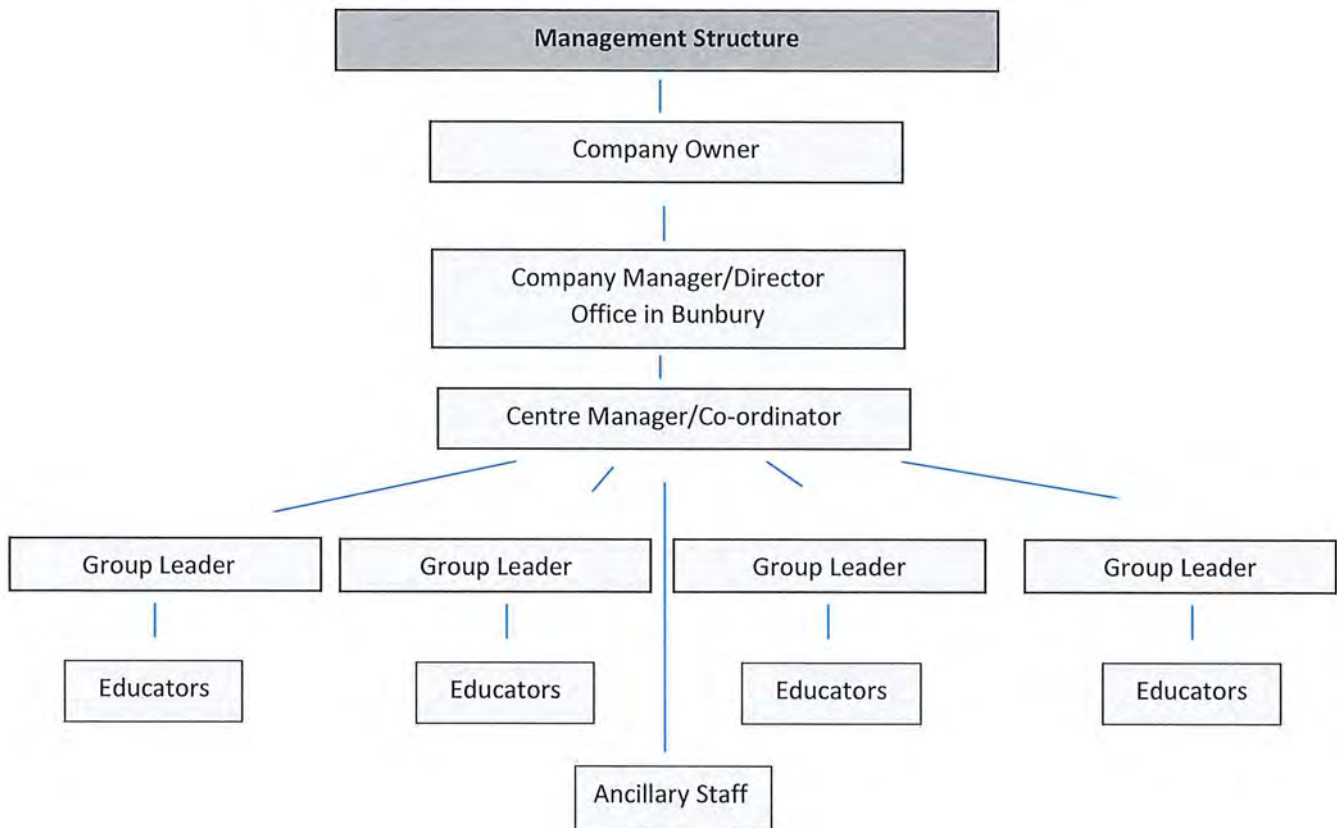 Management Structure
Company Owner
Company Manager/Director
Office in Bunbury
Centre Manager/Co-ordinator
Group Leader
Group Leader
Group Leader
Group Leader
Educators
Educators
Educators
Educators
Ancillary Staff